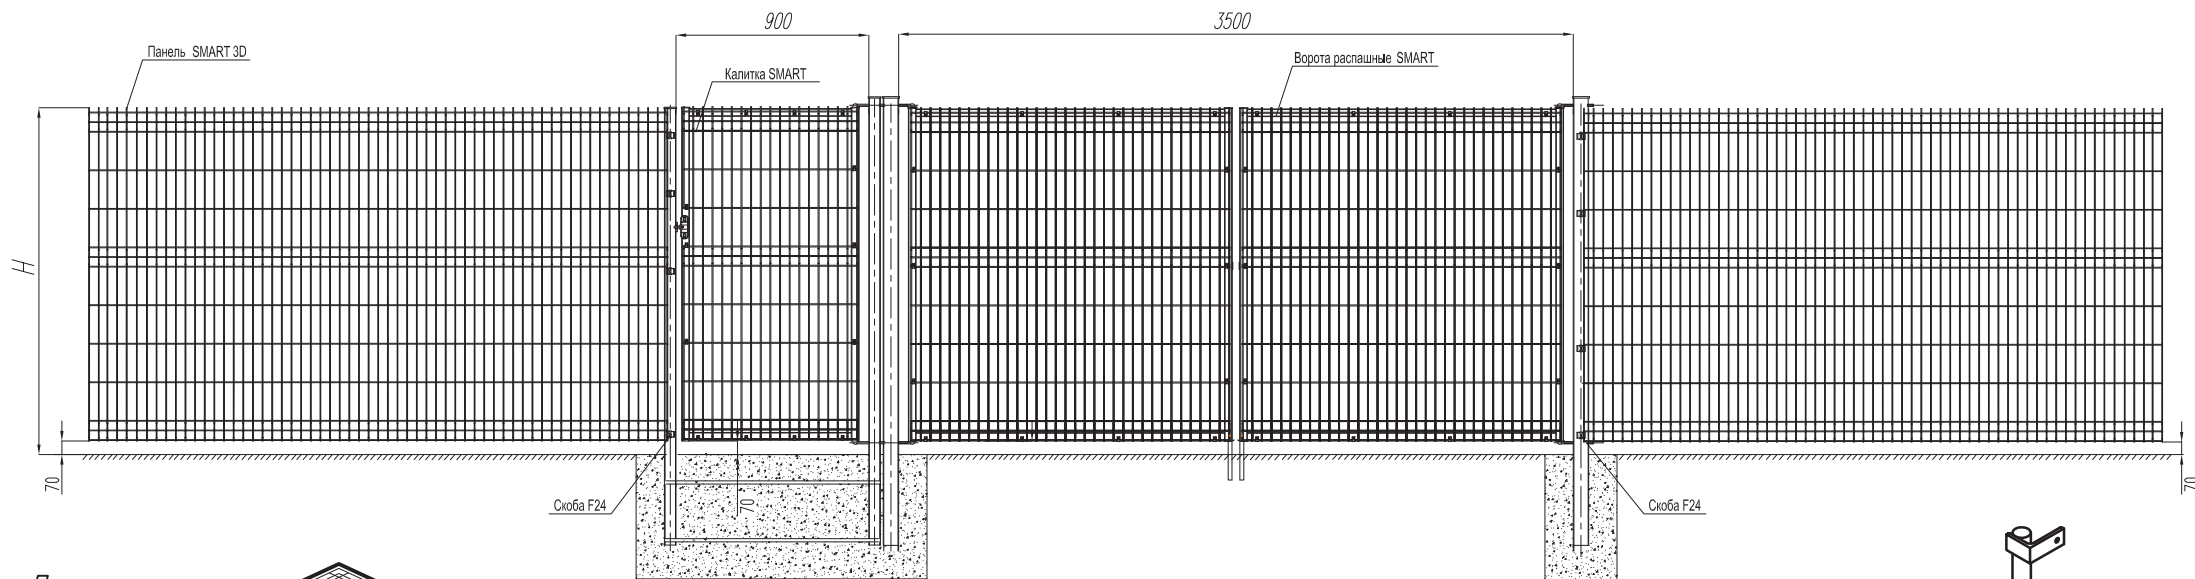 900
3500
Панель SMART 3D
Калитка SMART
Ворота распашные SMART
H
70
70
70
Скоба F24
Скоба F24